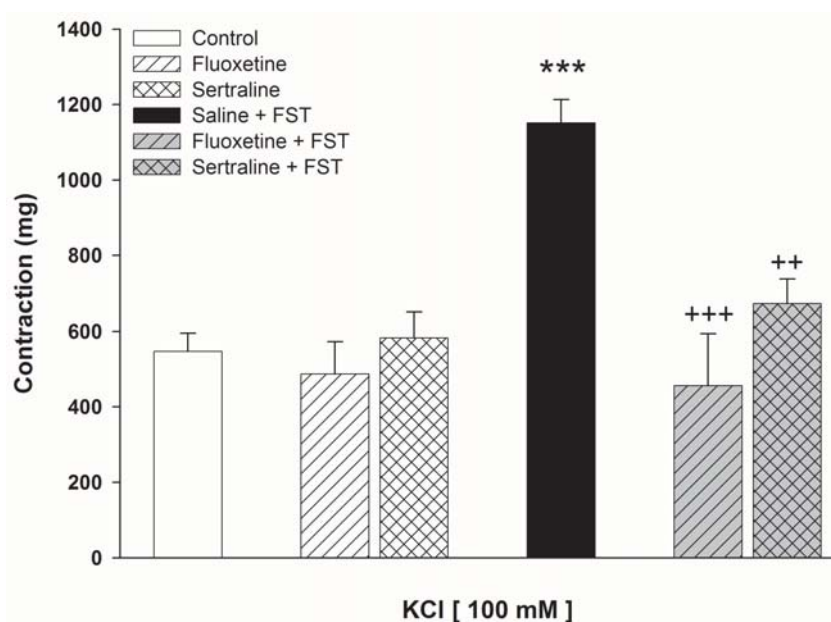 1400
1200
1000
800
600
400
200
0
Contraction (mg)
Control
Fluoxetine
Sertraline
Saline + FST
Fluoxetine + FST
Sertraline + FST
***
+++
++
KCl [ 100 mM ]